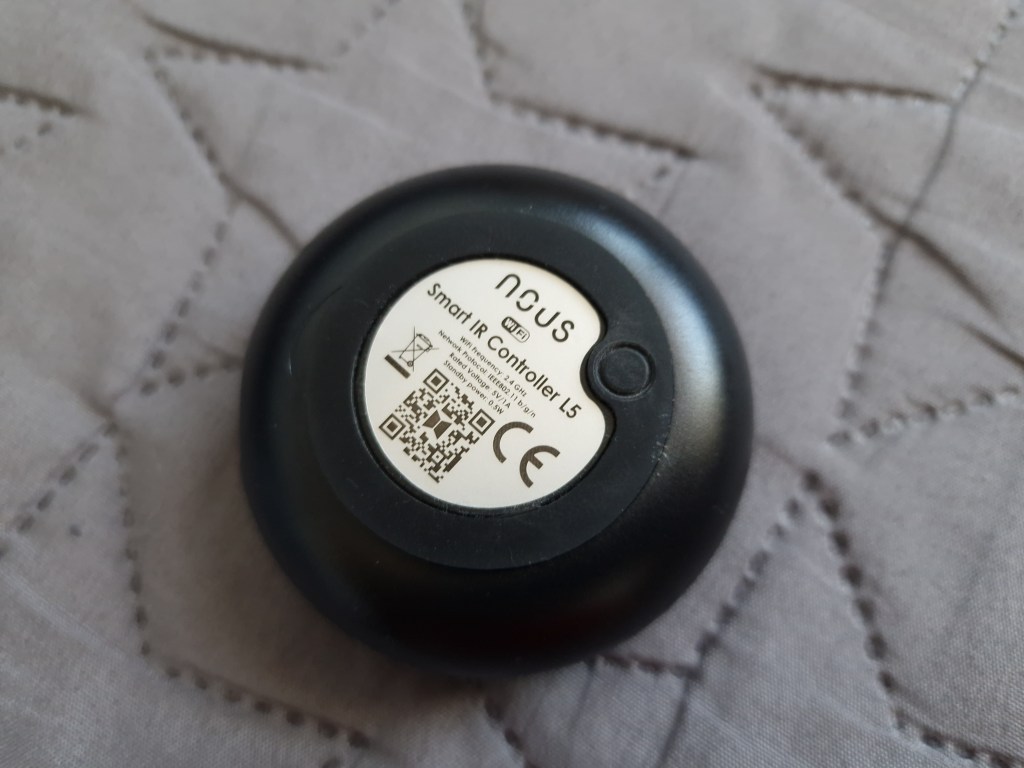 nous
WiFi
Smart IR Controller L5
WiFi Frequency: 2.4 GHz
Network Protocol: IEEE802.11 b/g/n
Rated Voltage: 5V/1A
Standby power: 0.5W
CE